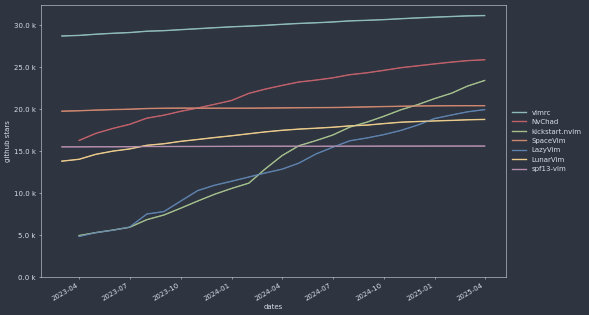 30.0 k
25.0 k
20.0 k
15.0 k
10.0 k
5.0 k
0.0 k
github stars
2023-04
2023-07
2023-10
2024-01
2024-04
2024-07
2024-10
2025-01
2025-04
dates
vimrc
NvChad
kickstart.nvim
SpaceVim
LazyVim
LunarVim
spf13-vim